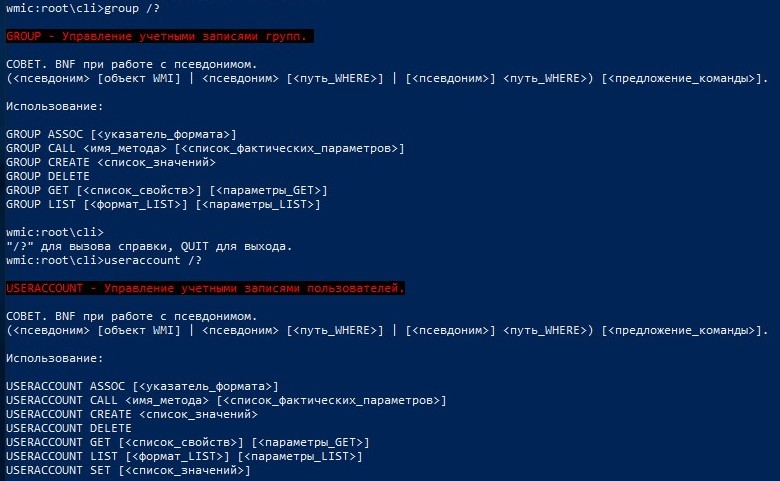 wmic:root\cli>group /?
GROUP - Управление учетными записями групп.
СОВЕТ. BNF при работе с псевдонимом.
(<псевдоним> [объект WMI] | <псевдоним> [<путь_WHERE>] | [<псевдоним>] <путь_WHERE>) [<предложение_команды>].
Использование:
GROUP ASSOC [<указатель_формата>]
GROUP CALL <имя_метода> [<список_фактических_параметров>]
GROUP CREATE <список_значений>
GROUP DELETE
GROUP GET [<список_свойств>] [<параметры_GET>]
GROUP LIST [<формат_LIST>] [<параметры_LIST>]
wmic:root\cli>
"/?" для вызова справки, QUIT для выхода.
wmic:root\cli>useraccount /?
USERACCOUNT - Управление учетными записями пользователей.
СОВЕТ. BNF при работе с псевдонимом.
(<псевдоним> [объект WMI] | <псевдоним> [<путь_WHERE>] | [<псевдоним>] <путь_WHERE>) [<предложение_команды>].
Использование:
USERACCOUNT ASSOC [<указатель_формата>]
USERACCOUNT CALL <имя_метода> [<список_фактических_параметров>]
USERACCOUNT CREATE <список_значений>
USERACCOUNT DELETE
USERACCOUNT GET [<список_свойств>] [<параметры_GET>]
USERACCOUNT LIST [<формат_LIST>] [<параметры_LIST>]
USERACCOUNT SET [<список_значений>]